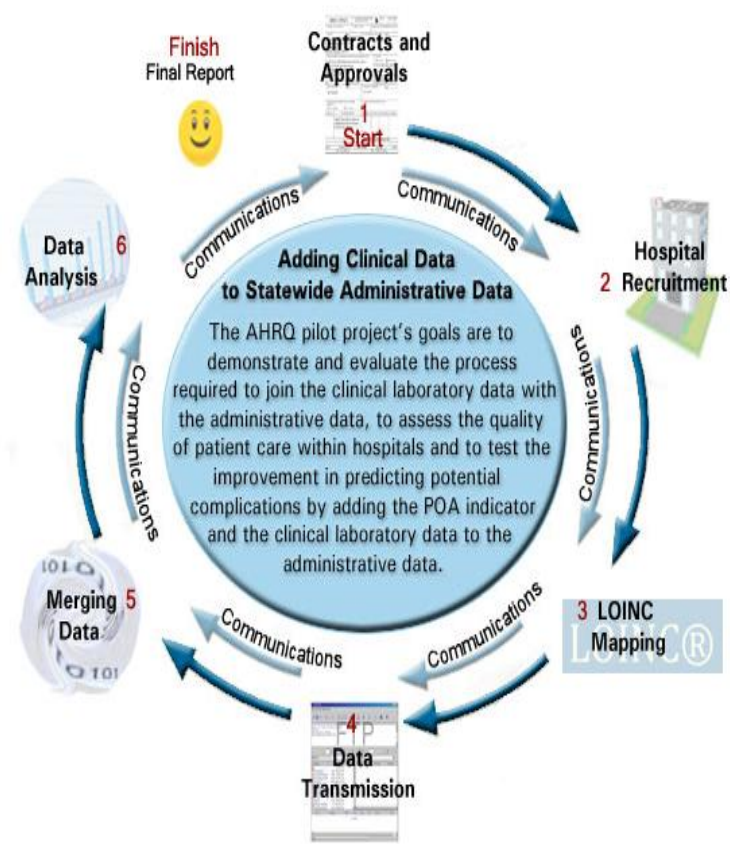 Finish
Final Report
Contracts and
Approvals
1
Start
Communications
Communications
Hospital
2 Recruitment
Communications
3 LOINC
Mapping
LOINC®
Communications
4
FTP
Data
Transmission
Communications
Merging 5
Data
101
101
Communications
Data 6
Analysis
Adding Clinical Data
to Statewide Administrative Data
The AHRQ pilot project's goals are to
demonstrate and evaluate the process
required to join the clinical laboratory data with
the administrative data, to assess the quality
of patient care within hospitals and to test the
improvement in predicting potential
complications by adding the POA indicator
and the clinical laboratory data to the
administrative data.